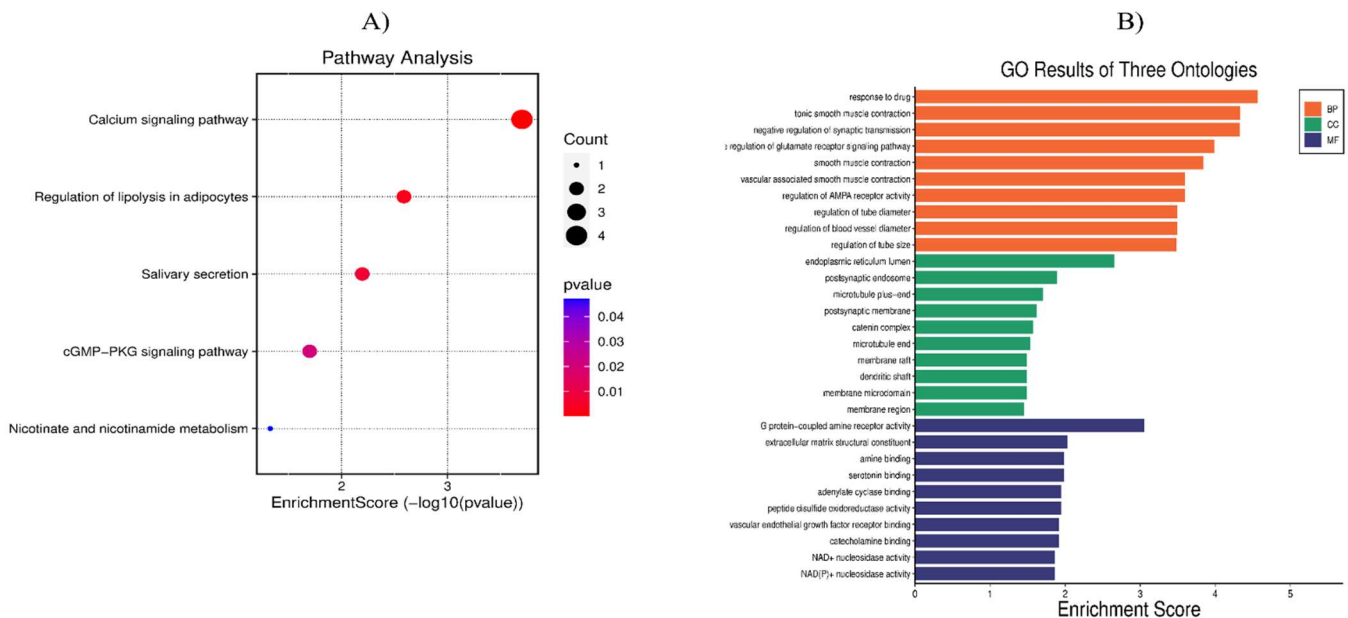 A)
Pathway Analysis
Calcium signaling pathway
Regulation of lipolysis in adipocytes
Salivary secretion
cGMP−PKG signaling pathway
Nicotinate and nicotinamide metabolism
2
3
EnrichmentScore (−log10(pvalue))
Count
1
2
3
4
pvalue
0.04
0.03
0.02
0.01
B)
GO Results of Three Ontologies
response to drug
tonic smooth muscle contraction
negative regulation of synaptic transmission
regulation of glutamate receptor signaling pathway
smooth muscle contraction
vascular associated smooth muscle contraction
regulation of AMPA receptor activity
regulation of tube diameter
regulation of blood vessel diameter
regulation of tube size
endoplasmic reticulum lumen
postsynaptic endosome
microtubule plus−end
postsynaptic membrane
catenin complex
microtubule end
membrane raft
dendritic shaft
membrane microdomain
membrane region
G protein−coupled amine receptor activity
extracellular matrix structural constituent
amine binding
serotonin binding
adenylate cyclase binding
peptide disulfide oxidoreductase activity
vascular endothelial growth factor receptor binding
catecholamine binding
NAD+ nucleosidase activity
NAD(P)+ nucleosidase activity
0 1 2 3 4 5
Enrichment Score
BP
CC
MF